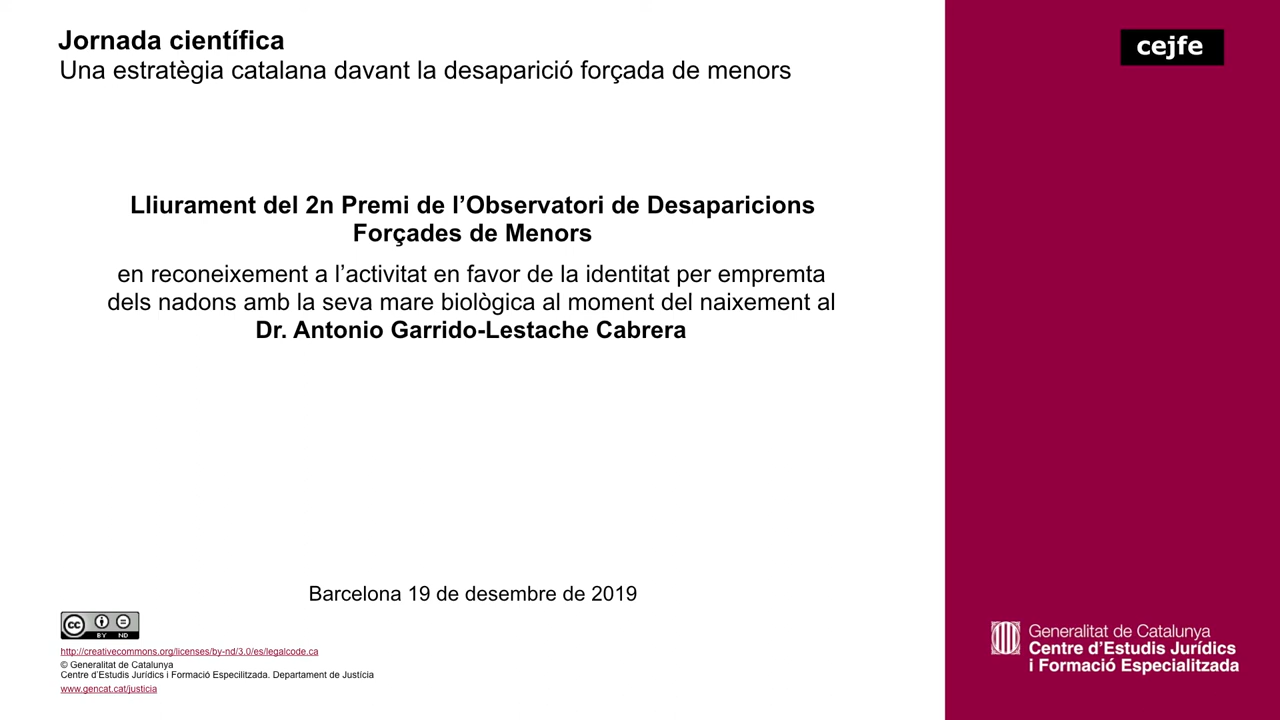 Jornada científica
Una estratègia catalana davant la desaparició forçada de menors
cejfe
Lliurament del 2n Premi de l’Observatori de Desaparicions
Forçades de Menors
en reconeixement a l’activitat en favor de la identitat per empremta
dels nadons amb la seva mare biològica al moment del naixement al
Dr. Antonio Garrido-Lestache Cabrera
Barcelona 19 de desembre de 2019
cc BY ND
http://creativecommons.org/licenses/by-nd/3.0/es/legalcode.ca
© Generalitat de Catalunya
Centre d’Estudis Jurídics i Formació Especilitzada. Departament de Justícia
www.gencat.cat/justicia
Generalitat de Catalunya
Centre d’Estudis Jurídics
i Formació Especialitzada